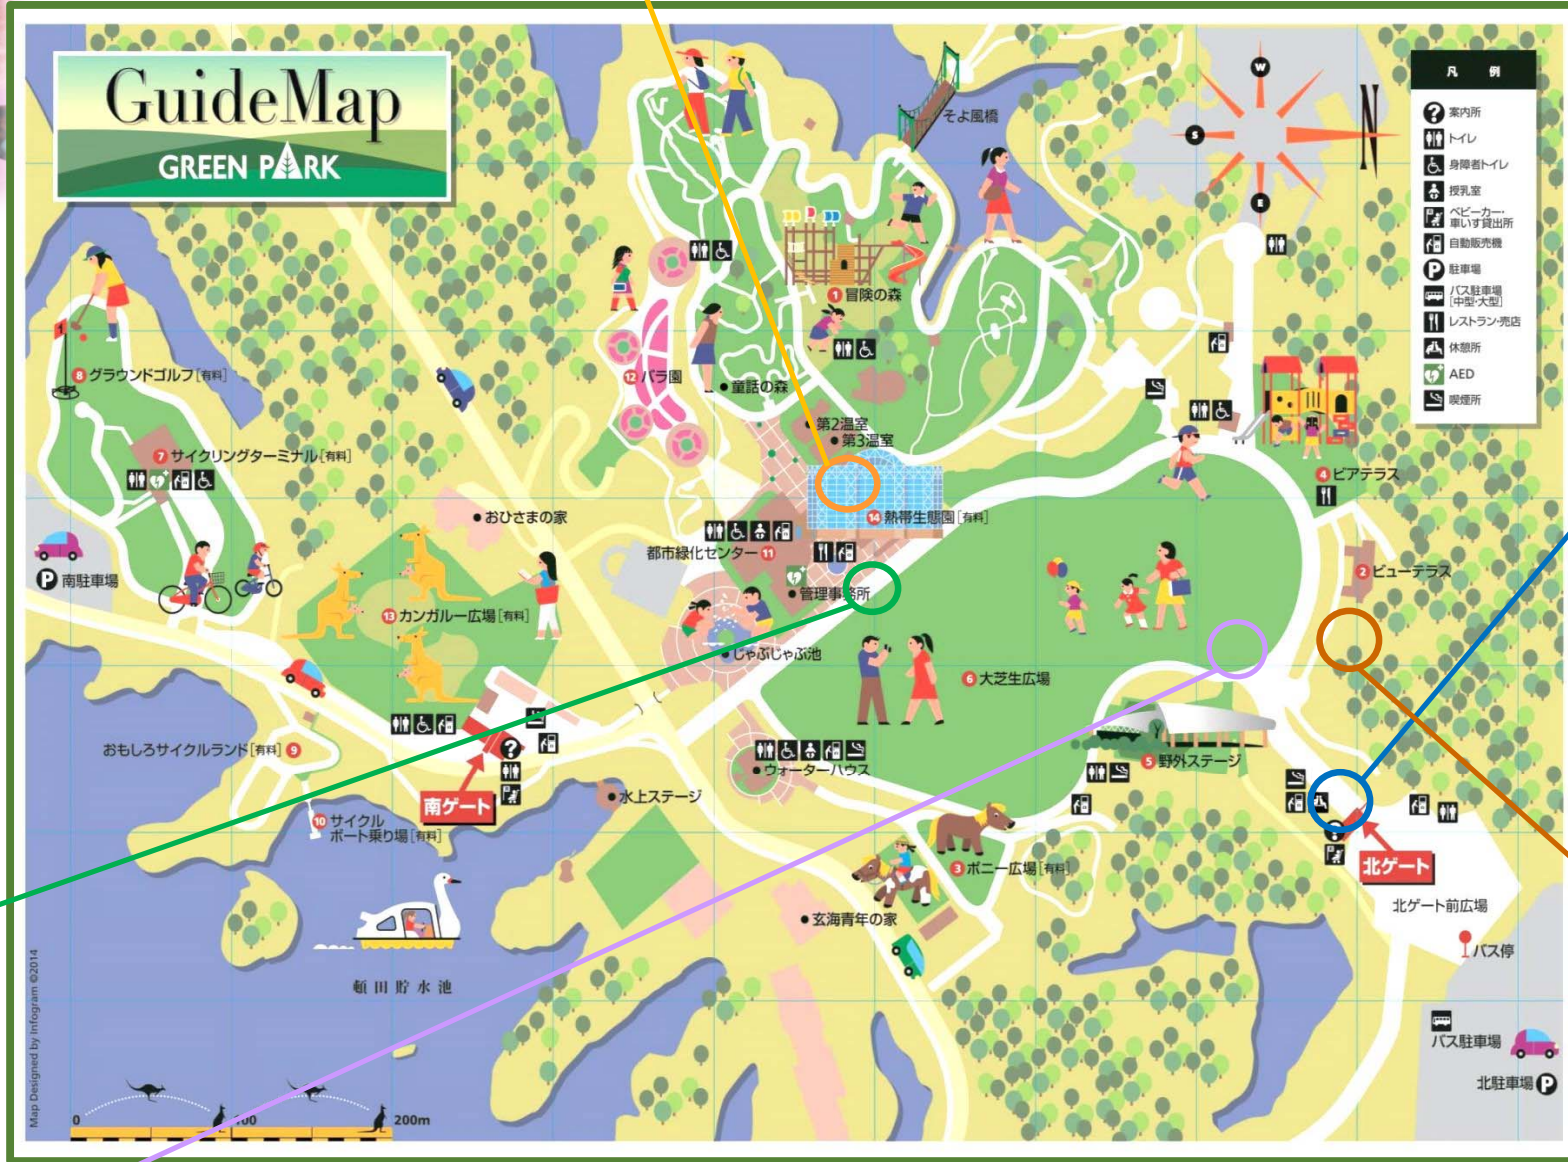 GuideMap
GREEN PARK
凡 例
案内所
トイレ
身障者トイレ
授乳室
ベビーカー・
車いす貸出所
自動販売機
P 駐車場
バス駐車場
[中型・大型]
レストラン・売店
休憩所
AED
喫煙所
W
S
N
E
そよ風橋
1 冒険の森
12 バラ園
童話の森
第2温室
第3温室
14 熱帯生態園[有料]
8 グラウンドゴルフ[有料]
1
7 サイクリングターミナル[有料]
P 南駐車場
おひさまの家
都市緑化センター 11
管理事務所
13 カンガルー広場[有料]
じゃぶじゃぶ池
4 ビアテラス
2 ビューテラス
6 大芝生広場
おもしろサイクルランド[有料] 9
南ゲート
10 サイクル
ボート乗り場[有料]
水上ステージ
ウォーターハウス
5 野外ステージ
3 ポニー広場[有料]
北ゲート
北ゲート前広場
玄海青年の家
バス停
頓田貯水池
バス駐車場
北駐車場 P
0
200m
Map Designed by Infogram ©2014